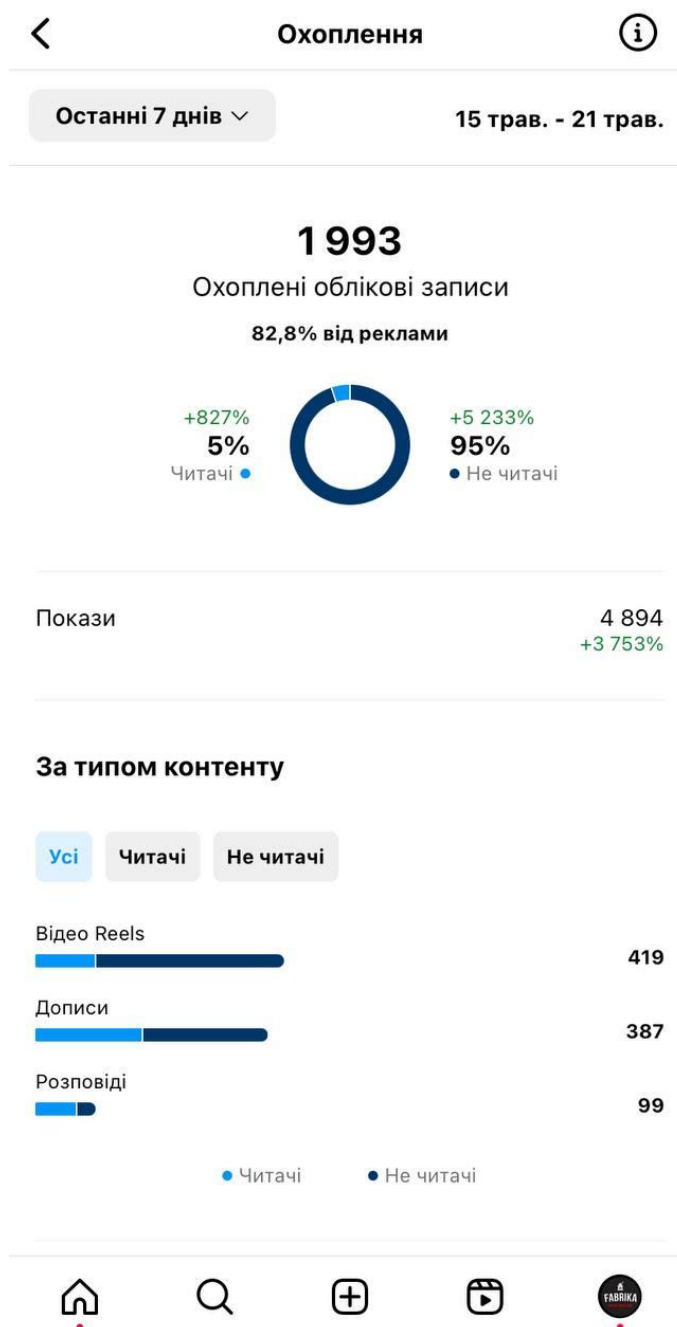 Охоплення
Останні 7 днів
15 трав. - 21 трав.
1 993
Охоплені облікові записи
82,8% від реклами
+827%
5%
Читачі
+5 233%
95%
Не читачі
Покази
4 894
+3 753%
За типом контенту
Усі
Читачі
Не читачі
Відео Reels
419
Дописи
387
Розповіді
99
Читачі
Не читачі
FABRIKA